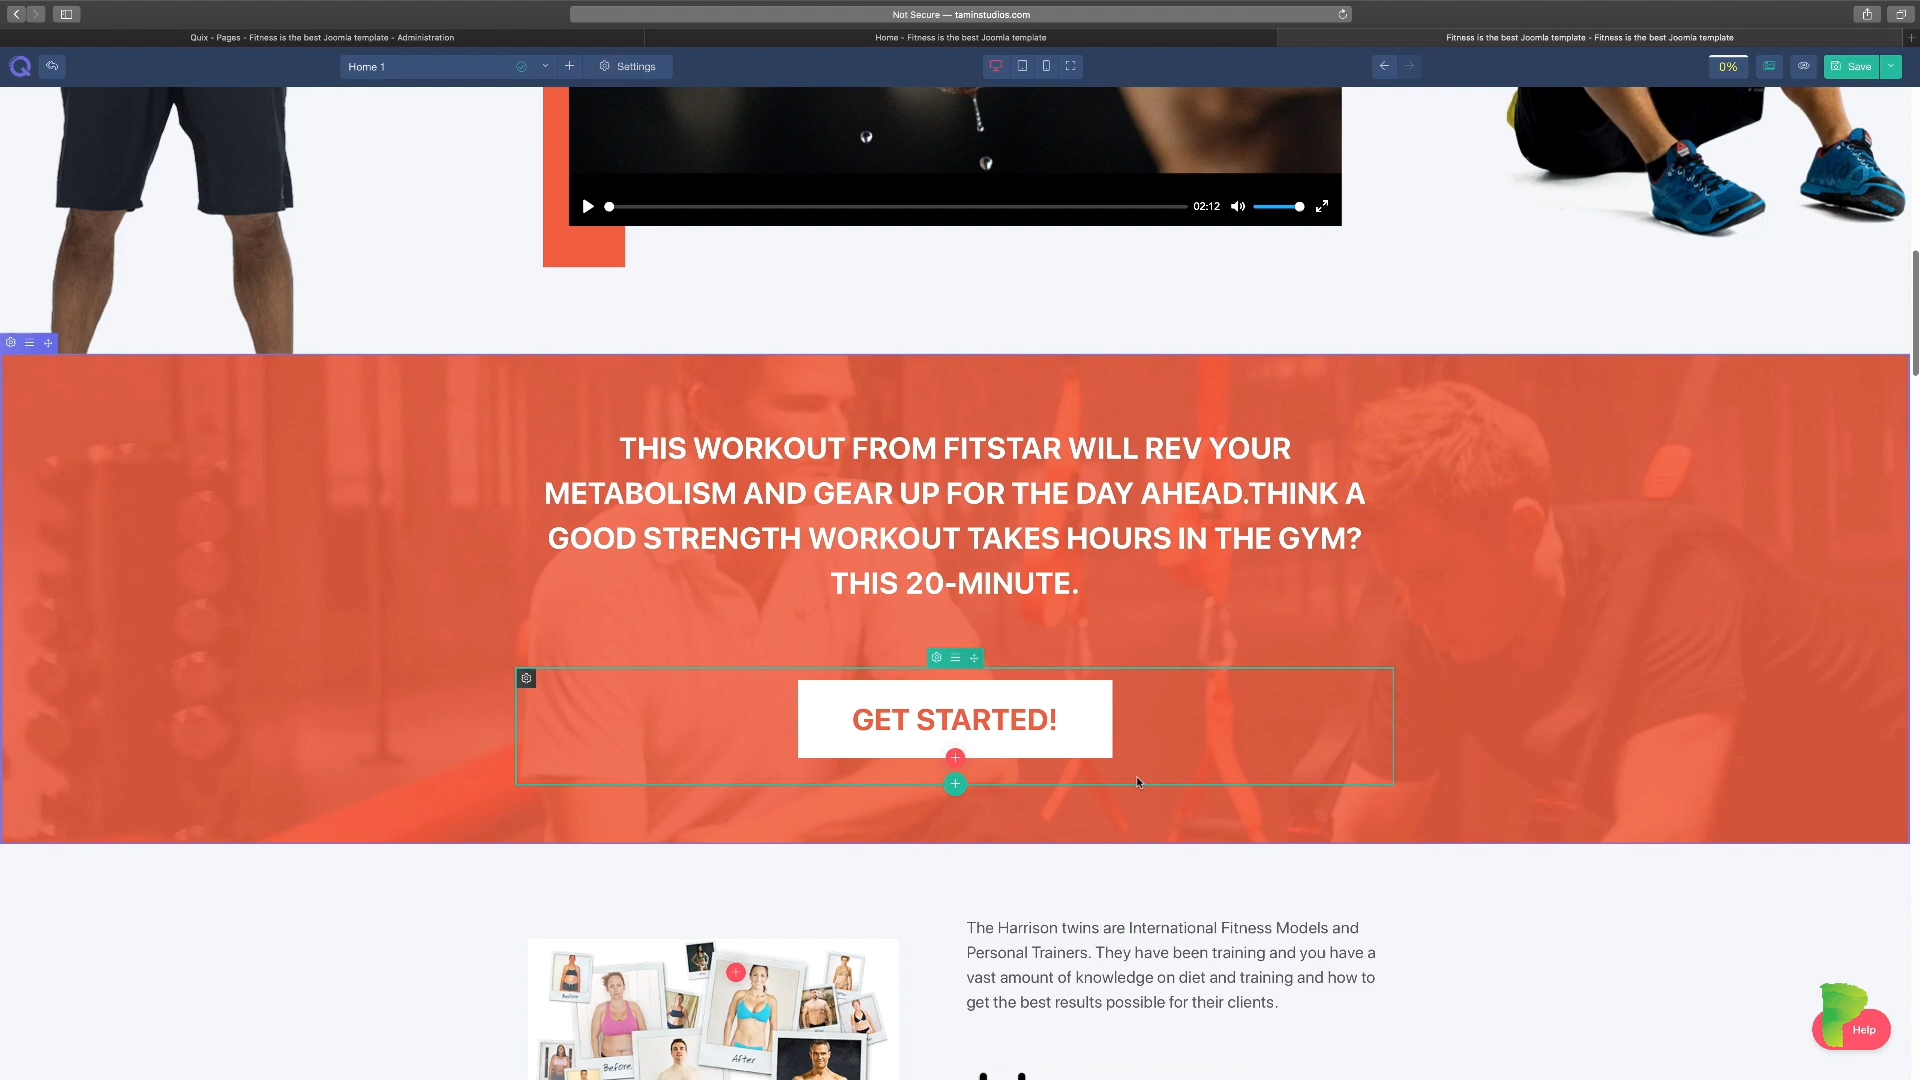 Not Secure — taminstudios.com
Quix - Pages - Fitness is the best Joomla template - Administration
Home - Fitness is the best Joomla template
Fitness is the best Joomla template - Fitness is the best Joomla template
Home 1
Settings
0%
Save
02:12
THIS WORKOUT FROM FITSTAR WILL REV YOUR
METABOLISM AND GEAR UP FOR THE DAY AHEAD.THINK A
GOOD STRENGTH WORKOUT TAKES HOURS IN THE GYM?
THIS 20-MINUTE.
GET STARTED!
The Harrison twins are International Fitness Models and
Personal Trainers. They have been training and you have a
vast amount of knowledge on diet and training and how to
get the best results possible for their clients.
Before
After
Before
Help